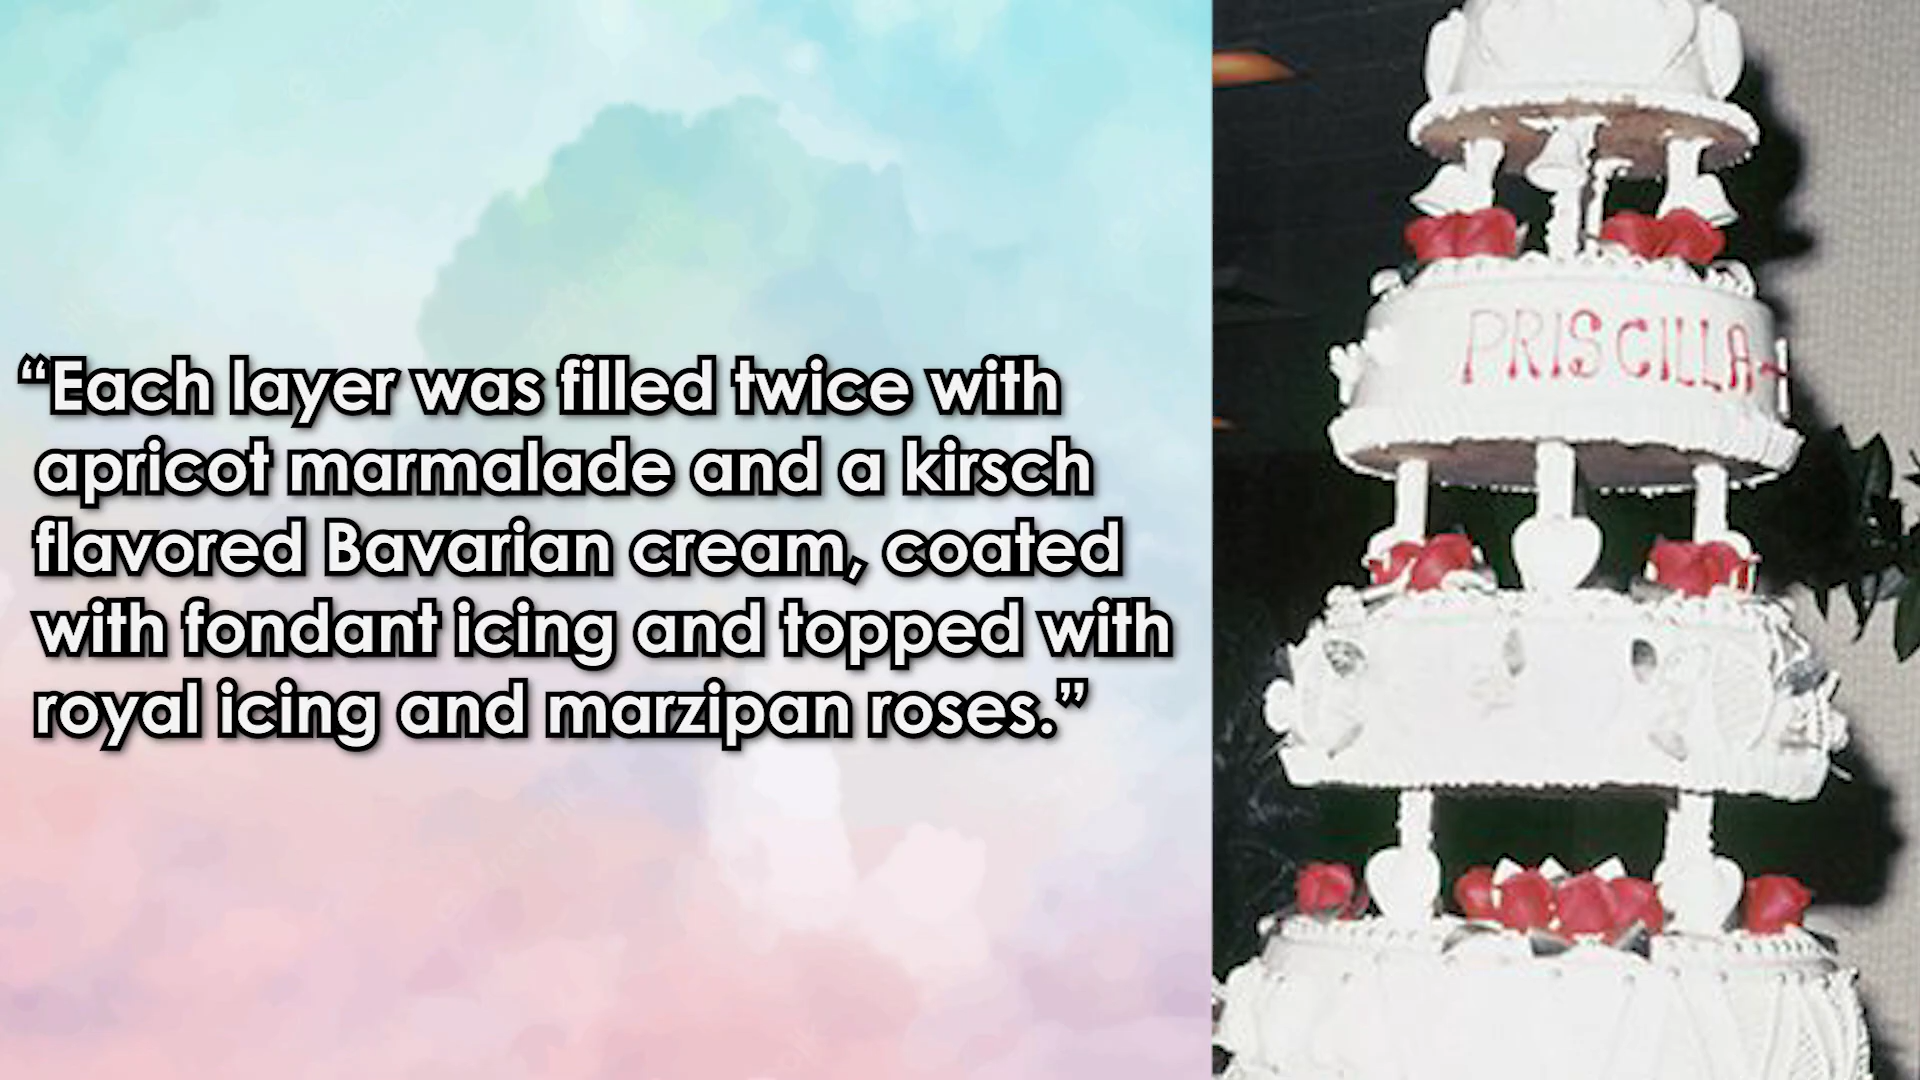 “Each layer was filled twice with
apricot marmalade and a kirsch
flavored Bavarian cream, coated
with fondant icing and topped with
royal icing and marzipan roses.”
PRISCILLA